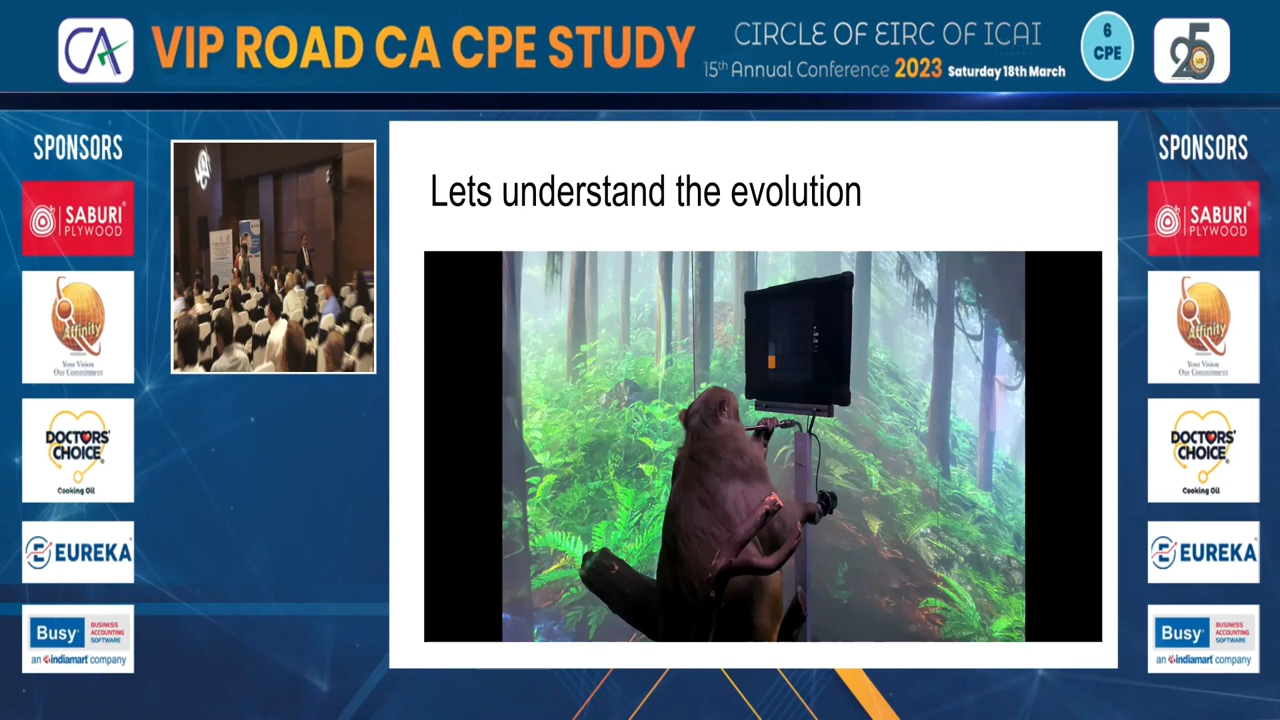 CA
VIP ROAD CA CPE STUDY
CIRCLE OF EIRC OF ICAI
15th Annual Conference 2023 Saturday 18th March
6
CPE
25
SPONSORS
SABURI
PLYWOOD
Affinity
Your Vision
Our Commitment
DOCTORS'
CHOICE
Cooking Oil
EUREKA
Busy
BUSINESS
ACCOUNTING
SOFTWARE
an indiamart company
Lets understand the evolution
SPONSORS
SABURI
PLYWOOD
Affinity
Your Vision
Our Commitment
DOCTORS'
CHOICE
Cooking Oil
EUREKA
Busy
BUSINESS
ACCOUNTING
SOFTWARE
an indiamart company